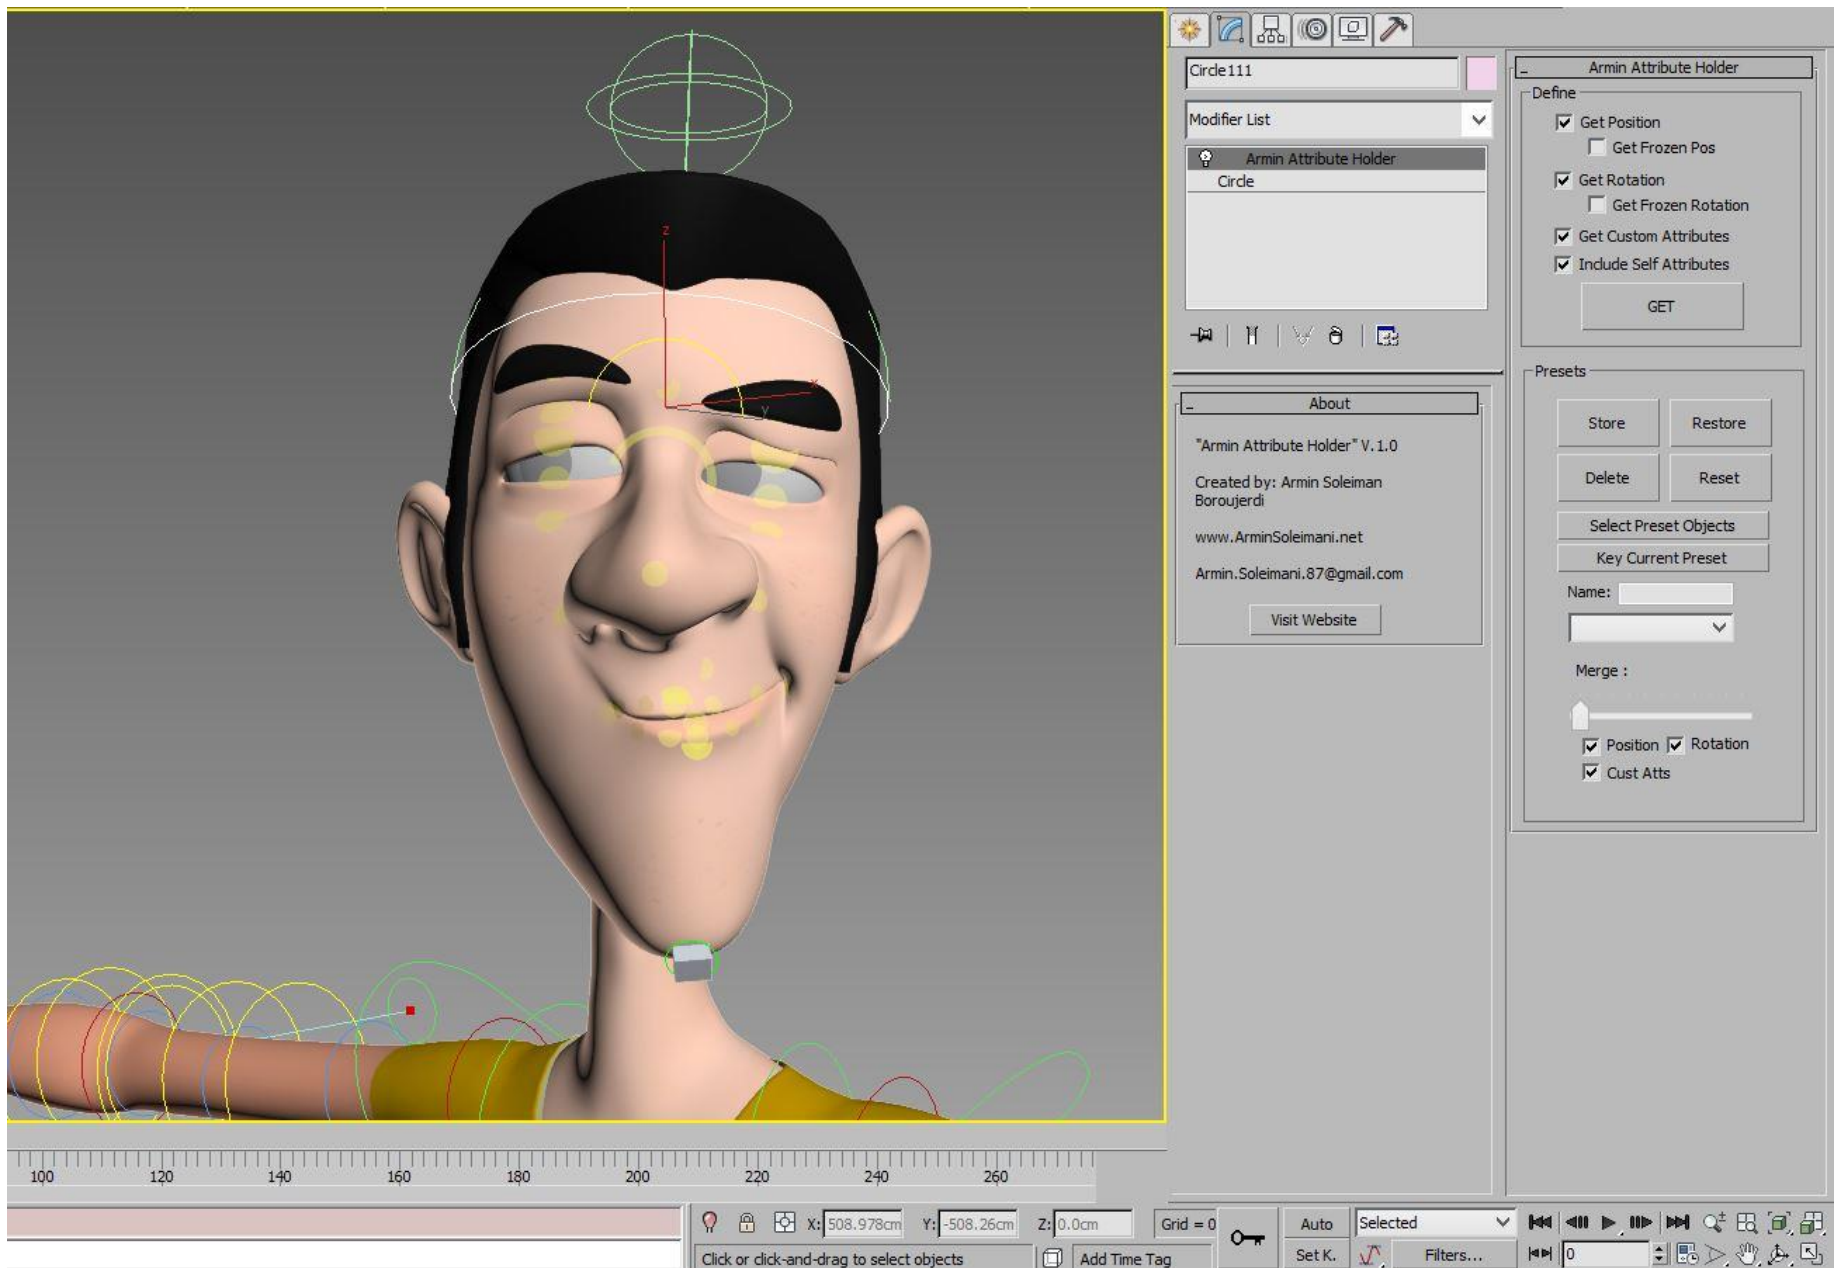 Circle111
Modifier List
Armin Attribute Holder
Circle
About
"Armin Attribute Holder" V.1.0
Created by: Armin Soleiman
Boroujerdi
www.ArminSoleimani.net
Armin.Soleimani.87@gmail.com
Visit Website
Armin Attribute Holder
Define
Get Position
Get Frozen Pos
Get Rotation
Get Frozen Rotation
Get Custom Attributes
Include Self Attributes
GET
Presets
Store
Restore
Delete
Reset
Select Preset Objects
Key Current Preset
Name:
Merge :
Position
Rotation
Cust Atts
z
x
y
100 120 140 160 180 200 220 240 260
X: 508.978cm Y: -508.26cm Z: 0.0cm Grid = 0
Auto
Selected
Click or click-and-drag to select objects
Add Time Tag
Set K.
Filters...
0